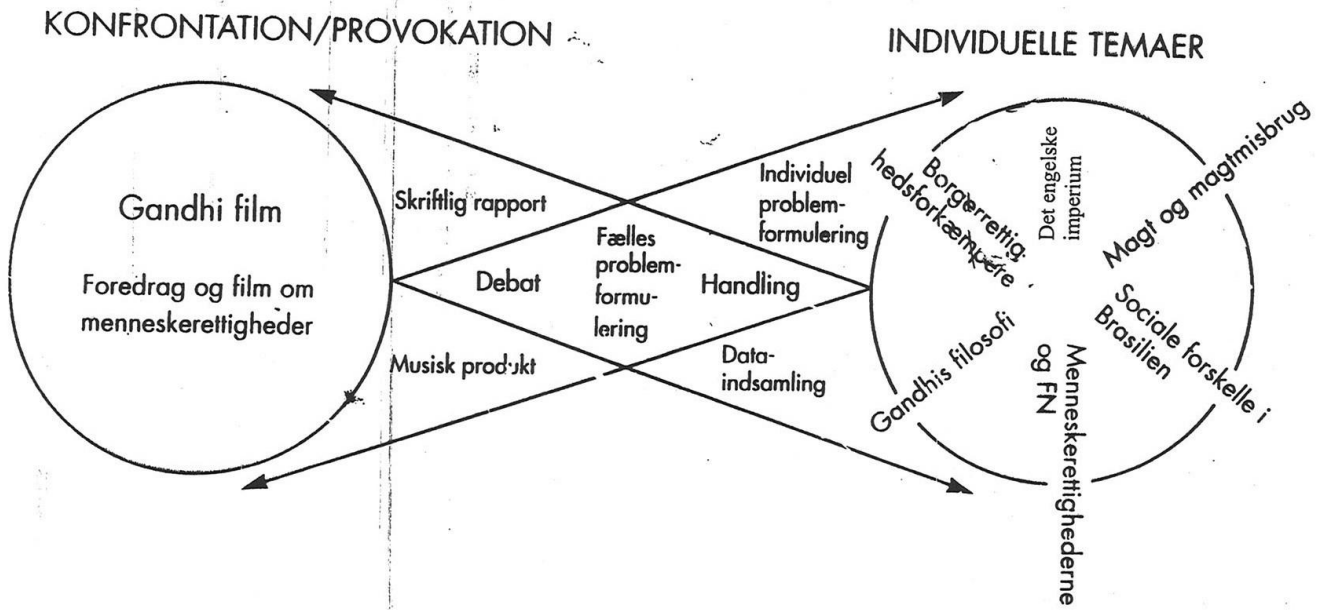 KONFRONTATION/PROVOKATION
INDIVIDUELLE TEMAER
Gandhi film
Foredrag og film om
menneskerettigheder
Skriftlig rapport
Debat
Musisk produkt
Fælles
problem-
formu-
lering
Individuel
problem-
formulering
Handling
Data-
indsamling
Borgerrettig-
hedsforkæmpere
Det engelske
imperium
Magt og magtmisbrug
Sociale forskelle i
Brasilien
Menneskerettighederne
og FN
Gandhis filosofi